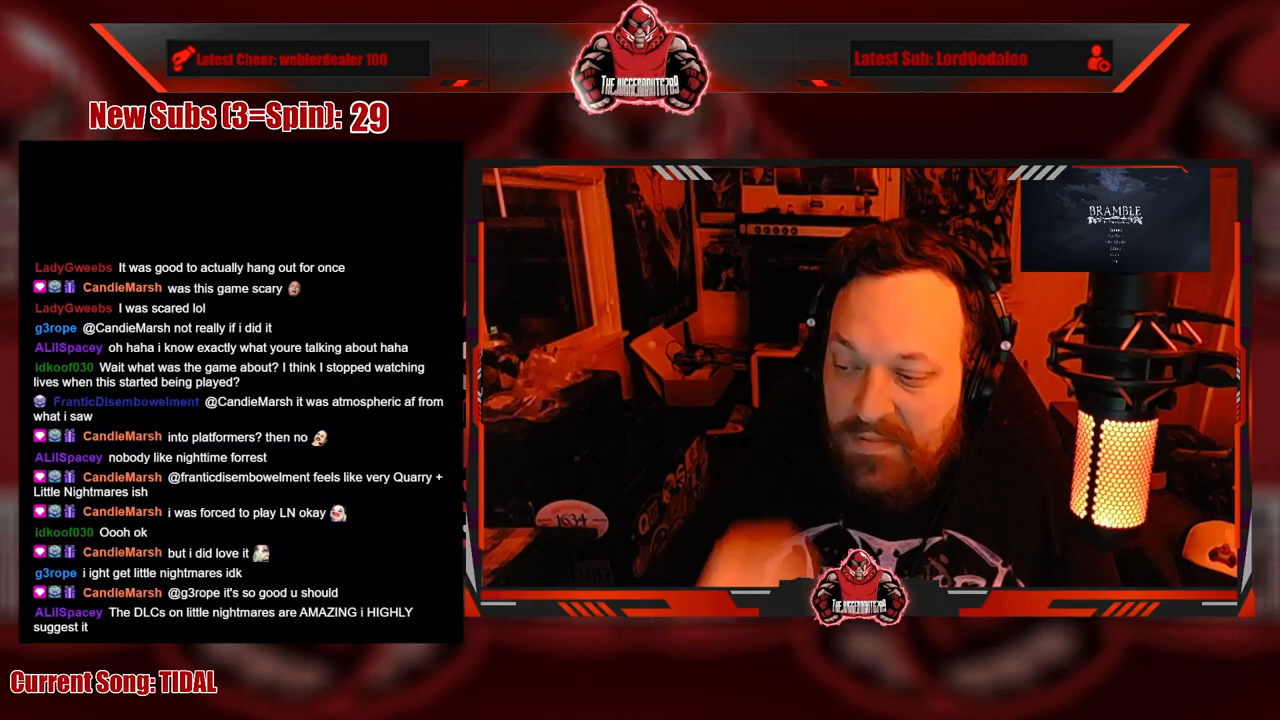 Latest Cheer: wehlerdealer 100
THEJUGGERNAUT6789
Latest Sub: LordOodaloo
New Subs (3=Spin): 29
LadyGweebs It was good to actually hang out for once
CandieMarsh was this game scary
LadyGweebs I was scared lol
g3rope @CandieMarsh not really if i did it
ALilSpacey oh haha i know exactly what youre talking about haha
Idkoof030 Wait what was the game about? I think I stopped watching
lives when this started being played?
FranticDisembowelment @CandieMarsh it was atmospheric af from
what i saw
CandieMarsh into platformers? then no
ALilSpacey nobody like nighttime forrest
CandieMarsh @franticdisembowelment feels like very Quarry +
Little Nightmares ish
CandieMarsh i was forced to play LN okay
idkoof030 Oooh ok
CandieMarsh but i did love it
g3rope i ight get little nightmares idk
CandieMarsh @g3rope it's so good u should
ALilSpacey The DLCs on little nightmares are AMAZING i HIGHLY
suggest it
BRAMBLE
1634
THEJUGGERNAUT6789
Current Song: TIDAL